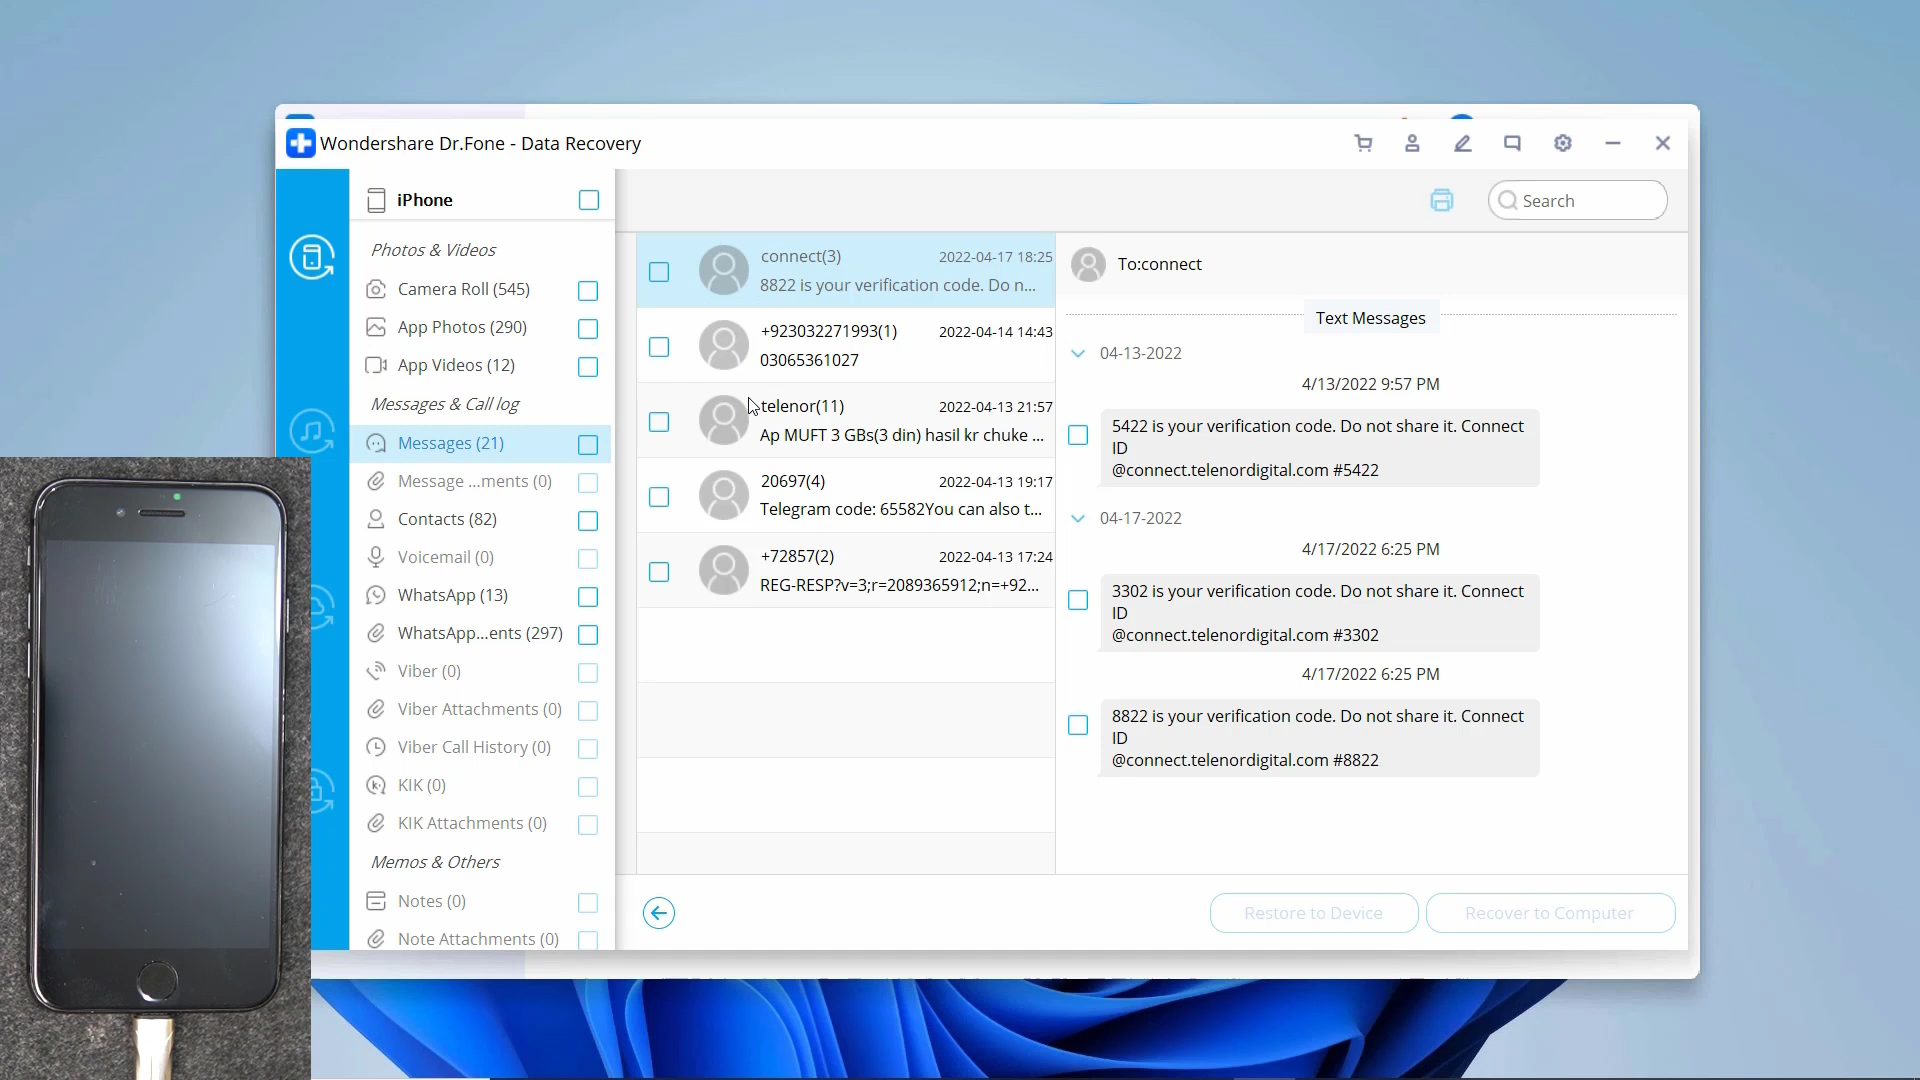 Wondershare Dr.Fone - Data Recovery
iPhone
Search
Photos & Videos
Camera Roll (545)
App Photos (290)
App Videos (12)
Messages & Call log
Messages (21)
Message ...ments (0)
Contacts (82)
Voicemail (0)
WhatsApp (13)
WhatsApp...ents (297)
Viber (0)
Viber Attachments (0)
Viber Call History (0)
KIK (0)
KIK Attachments (0)
Memos & Others
Notes (0)
Note Attachments (0)
connect(3) 2022-04-17 18:25
8822 is your verification code. Do n...
+923032271993(1) 2022-04-14 14:43
03065361027
telenor(11) 2022-04-13 21:57
Ap MUFT 3 GBs(3 din) hasil kr chuke ...
20697(4) 2022-04-13 19:17
Telegram code: 65582You can also t...
+72857(2) 2022-04-13 17:24
REG-RESP?v=3;r=2089365912;n=+92...
To:connect
Text Messages
04-13-2022
4/13/2022 9:57 PM
5422 is your verification code. Do not share it. Connect
ID
@connect.telenordigital.com #5422
04-17-2022
4/17/2022 6:25 PM
3302 is your verification code. Do not share it. Connect
ID
@connect.telenordigital.com #3302
4/17/2022 6:25 PM
8822 is your verification code. Do not share it. Connect
ID
@connect.telenordigital.com #8822
Restore to Device
Recover to Computer